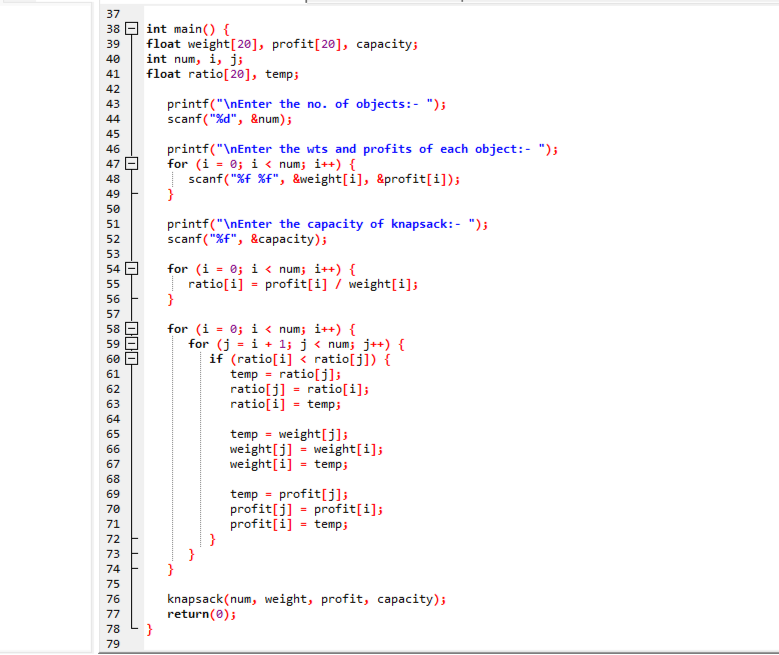 37
38 int main() {
39 float weight[20], profit[20], capacity;
40 int num, i, j;
41 float ratio[20], temp;
42
43 printf("\nEnter the no. of objects:- ");
44 scanf("%d", &num);
45
46 printf("\nEnter the wts and profits of each object:- ");
47 for (i = 0; i < num; i++) {
48 scanf("%f %f", &weight[i], &profit[i]);
49 }
50
51 printf("\nEnter the capacity of knapsack:- ");
52 scanf("%f", &capacity);
53
54 for (i = 0; i < num; i++) {
55 ratio[i] = profit[i] / weight[i];
56 }
57
58 for (i = 0; i < num; i++) {
59 for (j = i + 1; j < num; j++) {
60 if (ratio[i] < ratio[j]) {
61 temp = ratio[j];
62 ratio[j] = ratio[i];
63 ratio[i] = temp;
64
65 temp = weight[j];
66 weight[j] = weight[i];
67 weight[i] = temp;
68
69 temp = profit[j];
70 profit[j] = profit[i];
71 profit[i] = temp;
72 }
73 }
74 }
75
76 knapsack(num, weight, profit, capacity);
77 return(0);
78 }
79